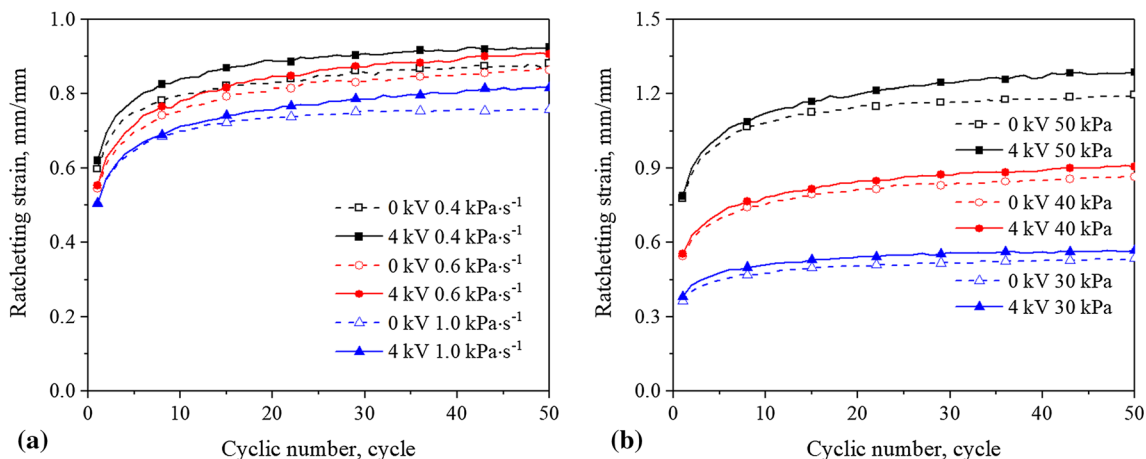 (a)
1.0
0.8
0.6
0.4
0.2
0.0
Ratchetting strain, mm/mm
0 kV 0.4 kPa·s⁻¹
4 kV 0.4 kPa·s⁻¹
0 kV 0.6 kPa·s⁻¹
4 kV 0.6 kPa·s⁻¹
0 kV 1.0 kPa·s⁻¹
4 kV 1.0 kPa·s⁻¹
0 10 20 30 40 50
Cyclic number, cycle
(b)
1.5
1.2
0.9
0.6
0.3
0.0
Ratchetting strain, mm/mm
0 kV 50 kPa
4 kV 50 kPa
0 kV 40 kPa
4 kV 40 kPa
0 kV 30 kPa
4 kV 30 kPa
0 10 20 30 40 50
Cyclic number, cycle